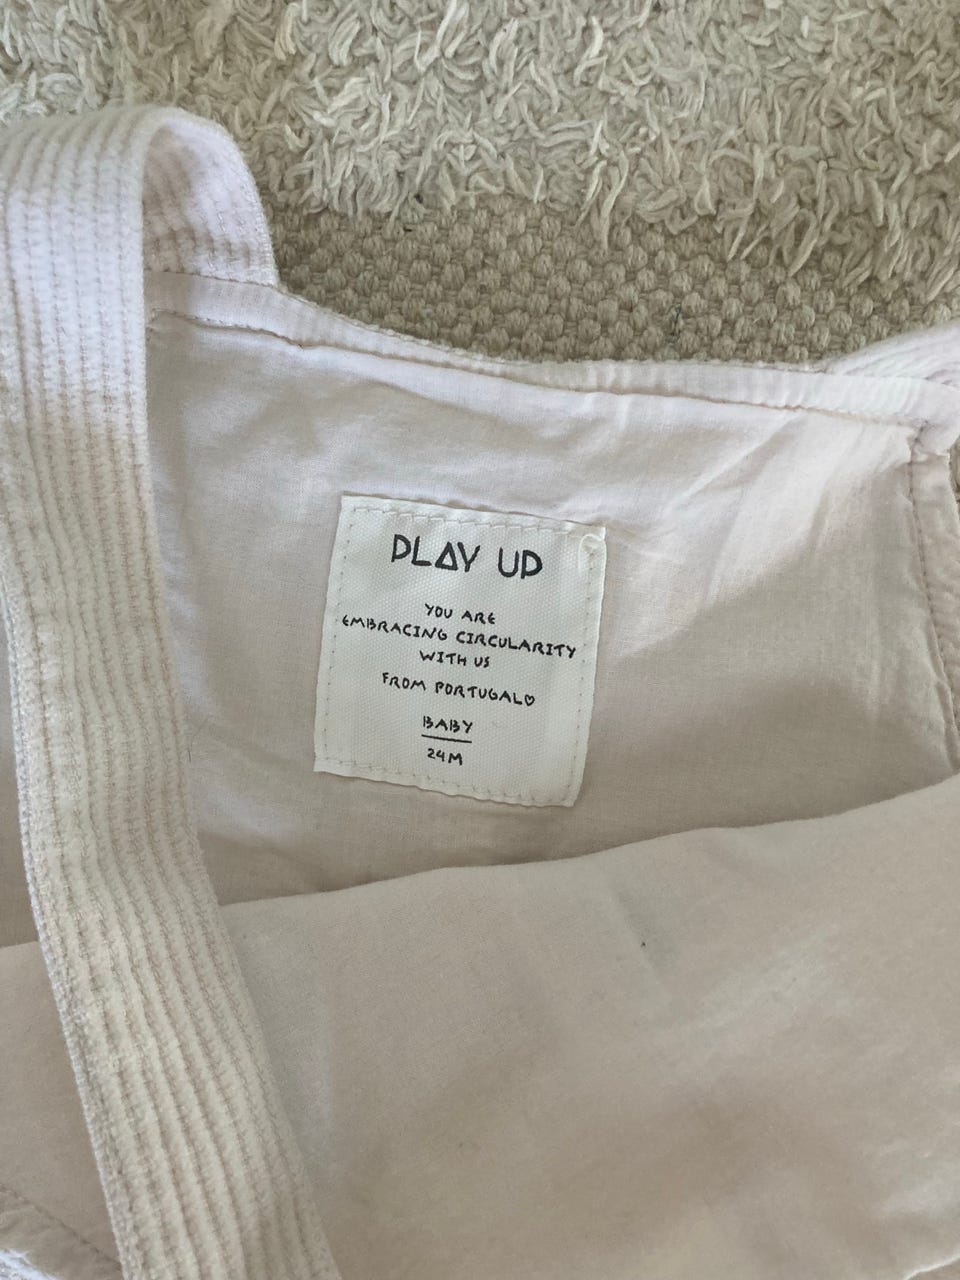 PLAY UP
YOU ARE
EMBRACING CIRCULARITY
WITH US
FROM PORTUGAL♡
BABY
24M